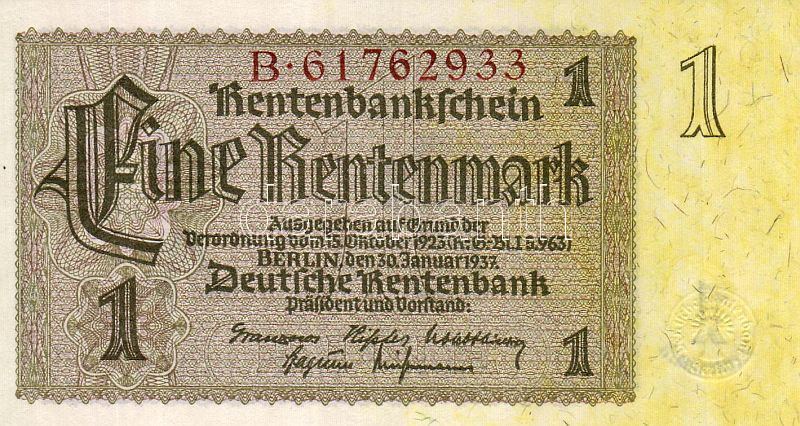 B·61762933
1
1
Rentenbankschein
Eine Rentenmark
Ausgegeben auf Grund der
Verordnung vom 15. Oktober 1923 (R.G-Bl. I S. 963)
BERLIN, den 30. Januar 1937.
Deutsche Rentenbank
Präsident und Vorstand:
1
1